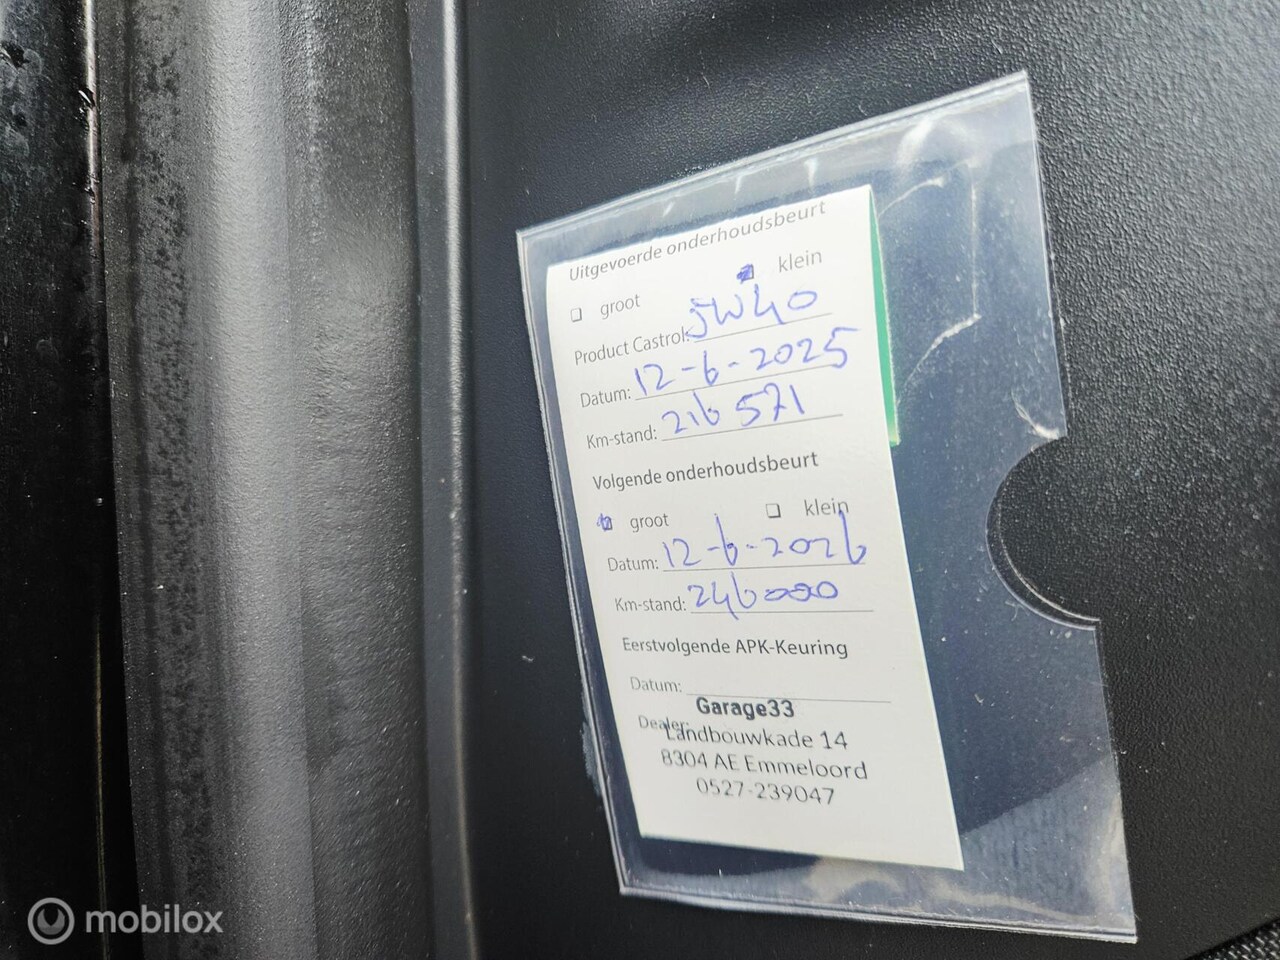 Uitgevoerde onderhoudsbeurt
groot klein
Product Castrol: 5W40
Datum: 12-6-2025
Km-stand: 216 571
Volgende onderhoudsbeurt
groot klein
Datum: 12-6-2026
Km-stand: 246000
Eerstvolgende APK-Keuring
Datum:
Garage33
Dealer:
Landbouwkade 14
8304 AE Emmeloord
0527-239047
mobilox